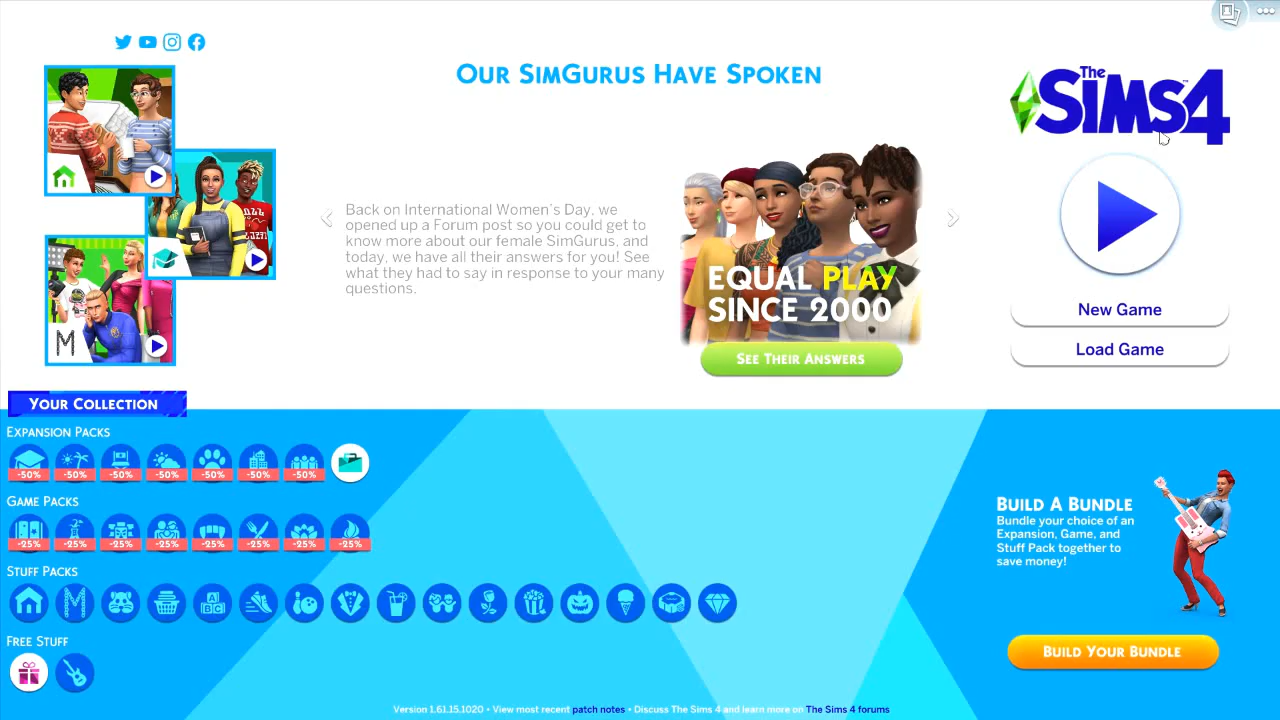 OUR SIMGURUS HAVE SPOKEN
The
SIMS 4
Back on International Women's Day, we
opened up a Forum post so you could get to
know more about our female SimGurus, and
today, we have all their answers for you! See
what they had to say in response to your many
questions.
EQUAL PLAY
SINCE 2000
SEE THEIR ANSWERS
M
New Game
Load Game
YOUR COLLECTION
EXPANSION PACKS
-50% -50% -50% -50% -50% -50% -50%
GAME PACKS
-25% -25% -25% -25% -25% -25% -25% -25%
STUFF PACKS
M
A
B C
FREE STUFF
BUILD A BUNDLE
Bundle your choice of an
Expansion, Game, and
Stuff Pack together to
save money!
BUILD YOUR BUNDLE
Version 1.61.15.1020 • View most recent patch notes • Discuss The Sims 4 and learn more on The Sims 4 forums